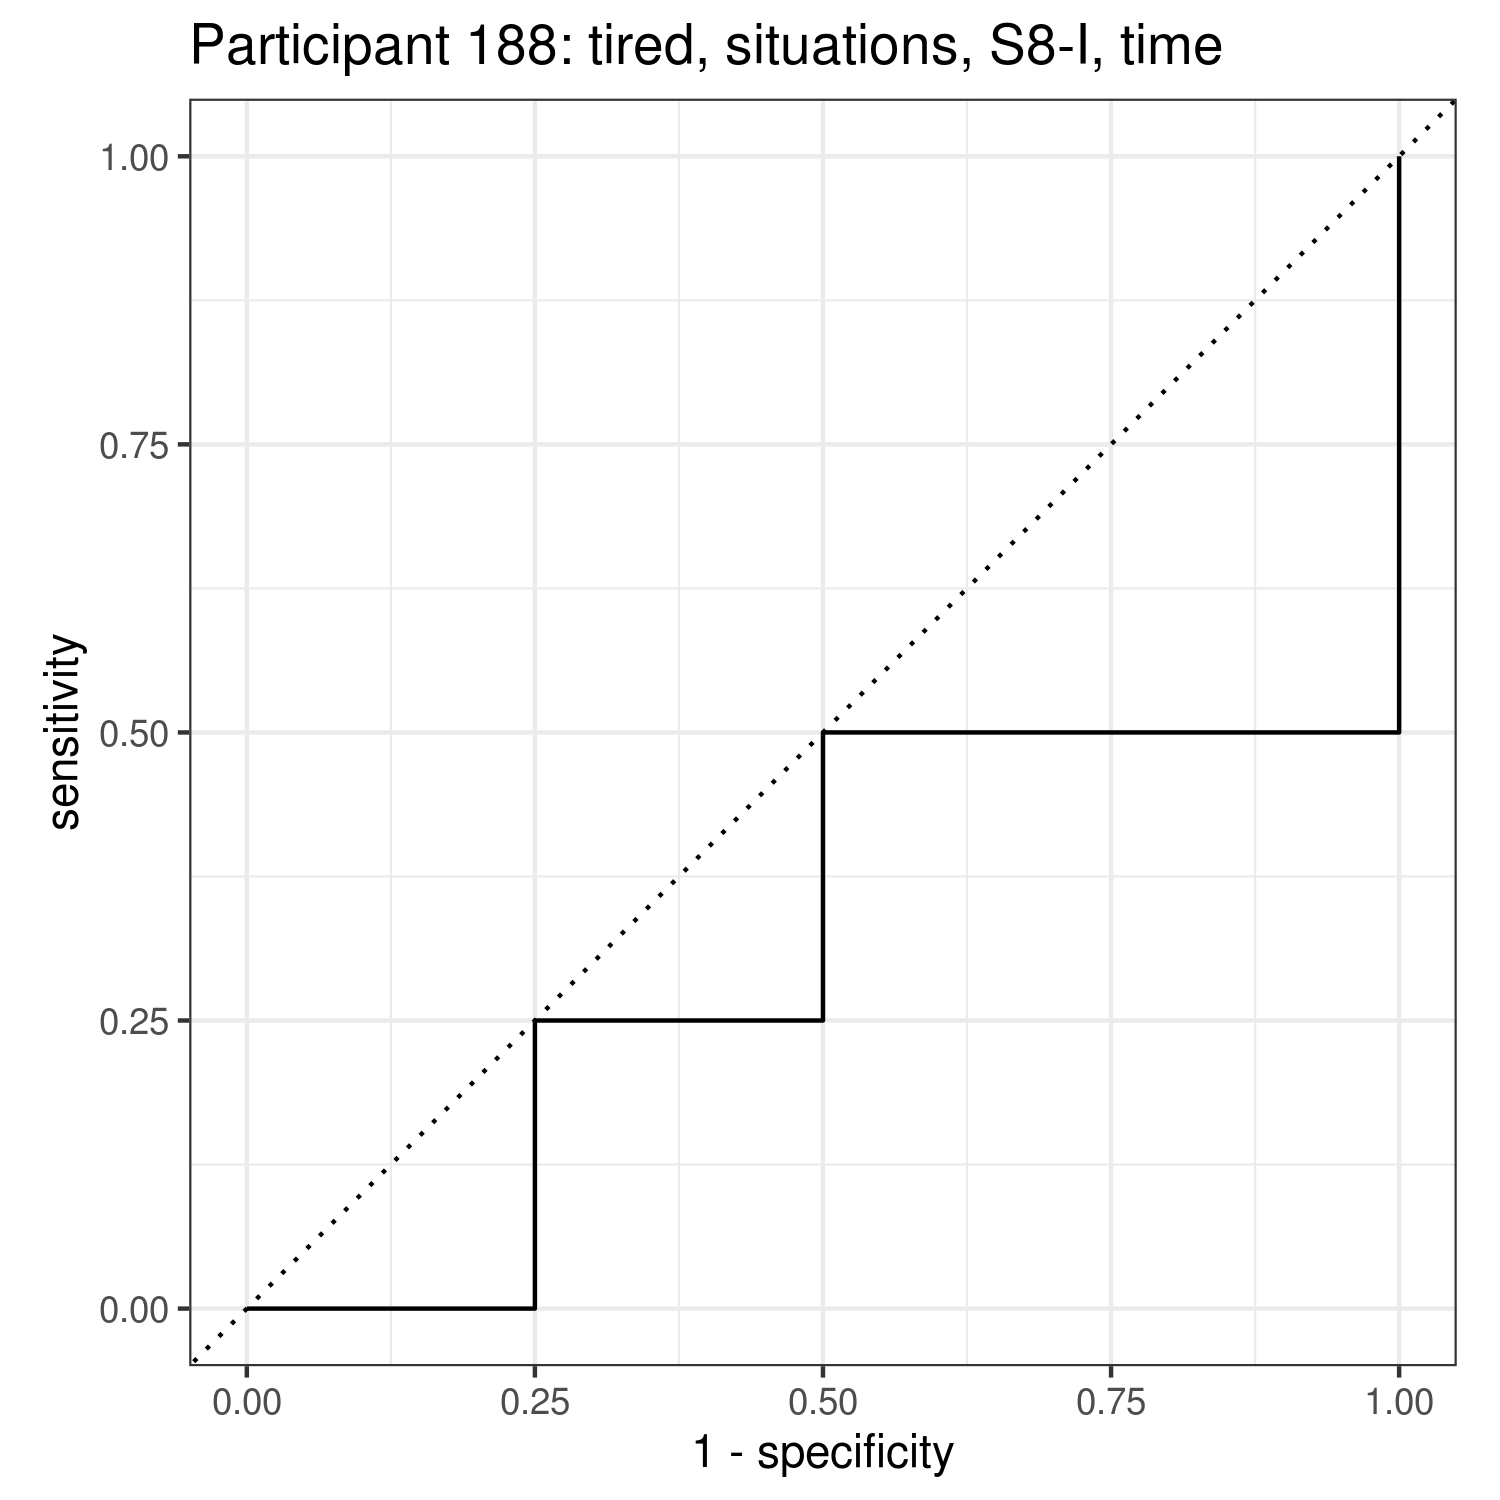 Participant 188: tired, situations, S8-I, time
1.00
0.75
0.50
0.25
0.00
sensitivity
0.00 0.25 0.50 0.75 1.00
1 - specificity